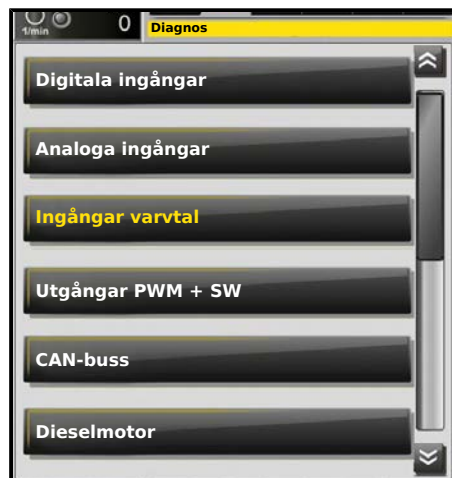 1/min 0 Diagnos
Digitala ingångar
Analoga ingångar
Ingångar varvtal
Utgångar PWM + SW
CAN-buss
Dieselmotor